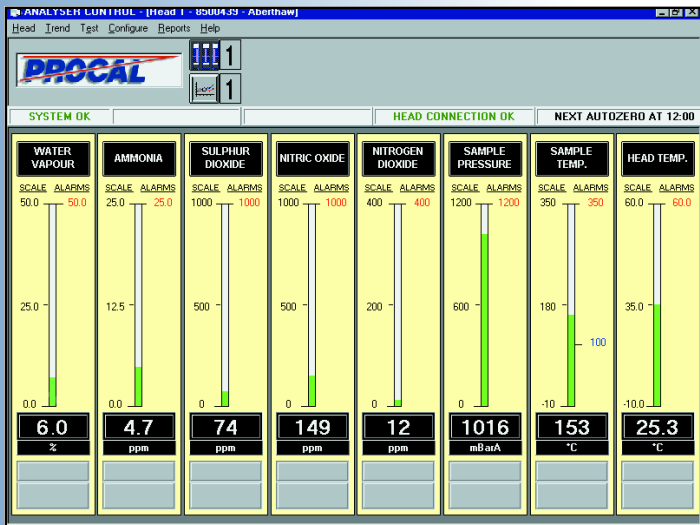 ANALYSER CONTROL - [Head 1 - 8500439 - Aberthaw]
Head Trend Test Configure Reports Help
PROCAL
1
1
SYSTEM OK HEAD CONNECTION OK NEXT AUTOZERO AT 12:00
WATER VAPOUR
SCALE ALARMS
50.0 50.0
25.0
0.0
6.0
%
AMMONIA
SCALE ALARMS
25.0 25.0
12.5
0.0
4.7
ppm
SULPHUR DIOXIDE
SCALE ALARMS
1000 1000
500
0
74
ppm
NITRIC OXIDE
SCALE ALARMS
1000 1000
500
0
149
ppm
NITROGEN DIOXIDE
SCALE ALARMS
400 400
200
0
12
ppm
SAMPLE PRESSURE
SCALE ALARMS
1200 1200
600
0
1016
mBarA
SAMPLE TEMP.
SCALE ALARMS
350 350
180
100
-10
153
°C
HEAD TEMP.
SCALE ALARMS
60.0 60.0
35.0
-10.0
25.3
°C